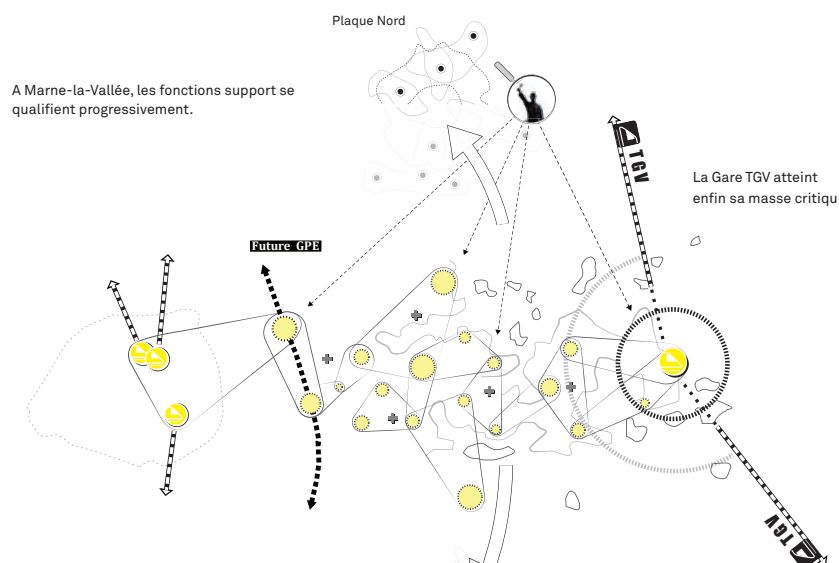 Plaque Nord
A Marne-la-Vallée, les fonctions support se
qualifient progressivement.
TGV
La Gare TGV atteint
enfin sa masse critiqu
Future GPE
TGV